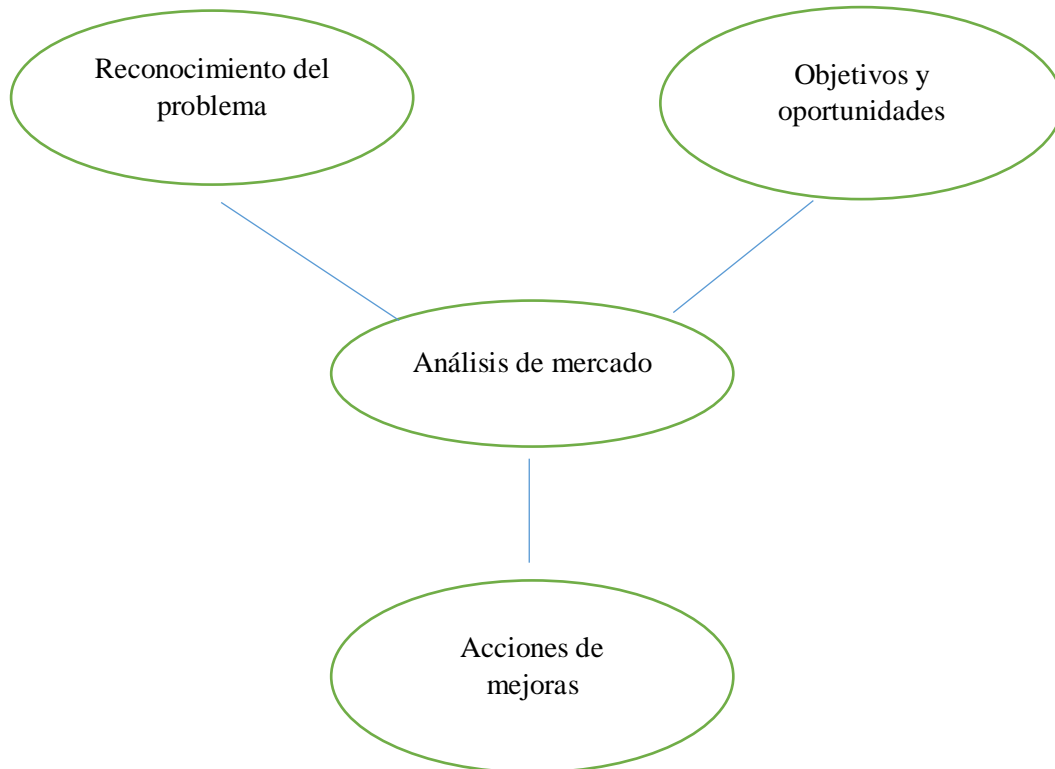 Reconocimiento del
problema
Objetivos y
oportunidades
Análisis de mercado
Acciones de
mejoras